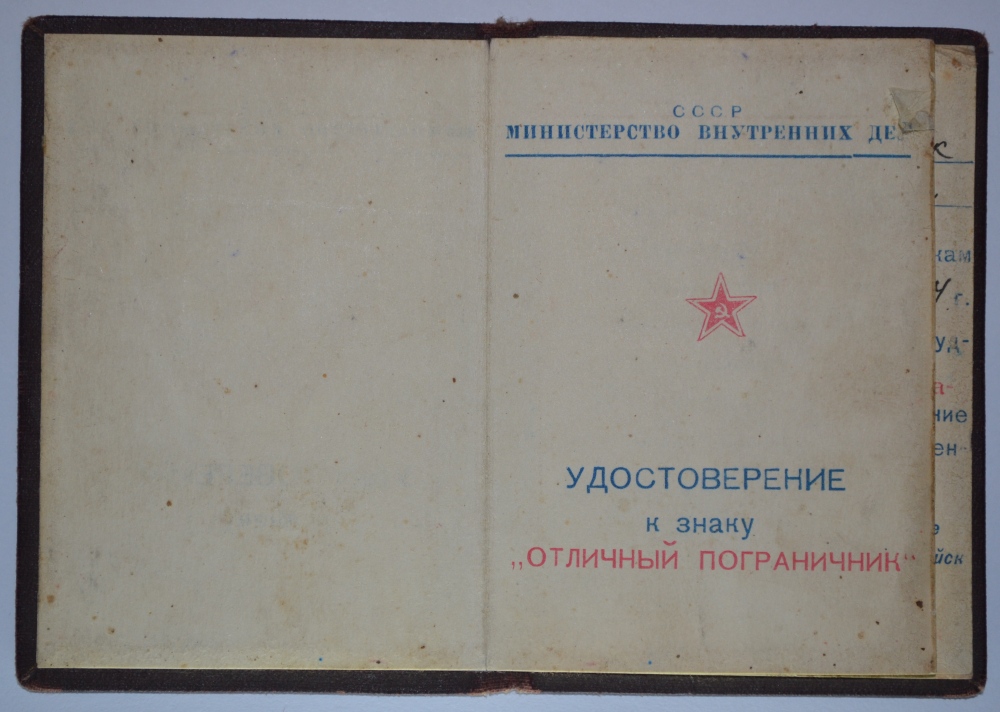 СССР
МИНИСТЕРСТВО ВНУТРЕННИХ
УДОСТОВЕРЕНИЕ
к знаку
„ОТЛИЧНЫЙ ПОГРАНИЧНИК“